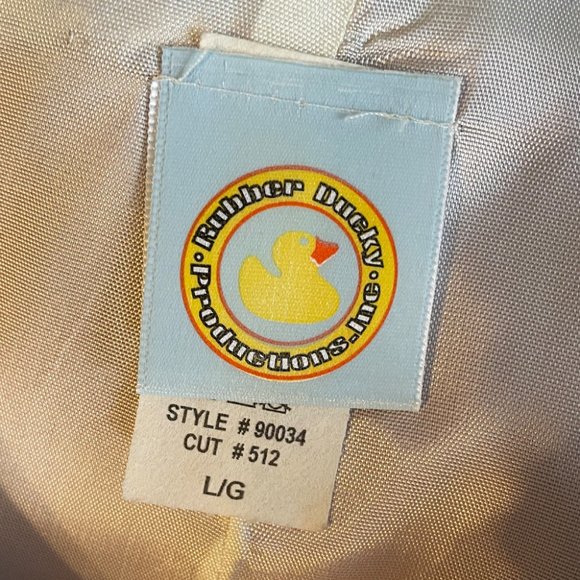 Rubber Ducky
Productions.Inc
STYLE # 90034
CUT # 512
L/G